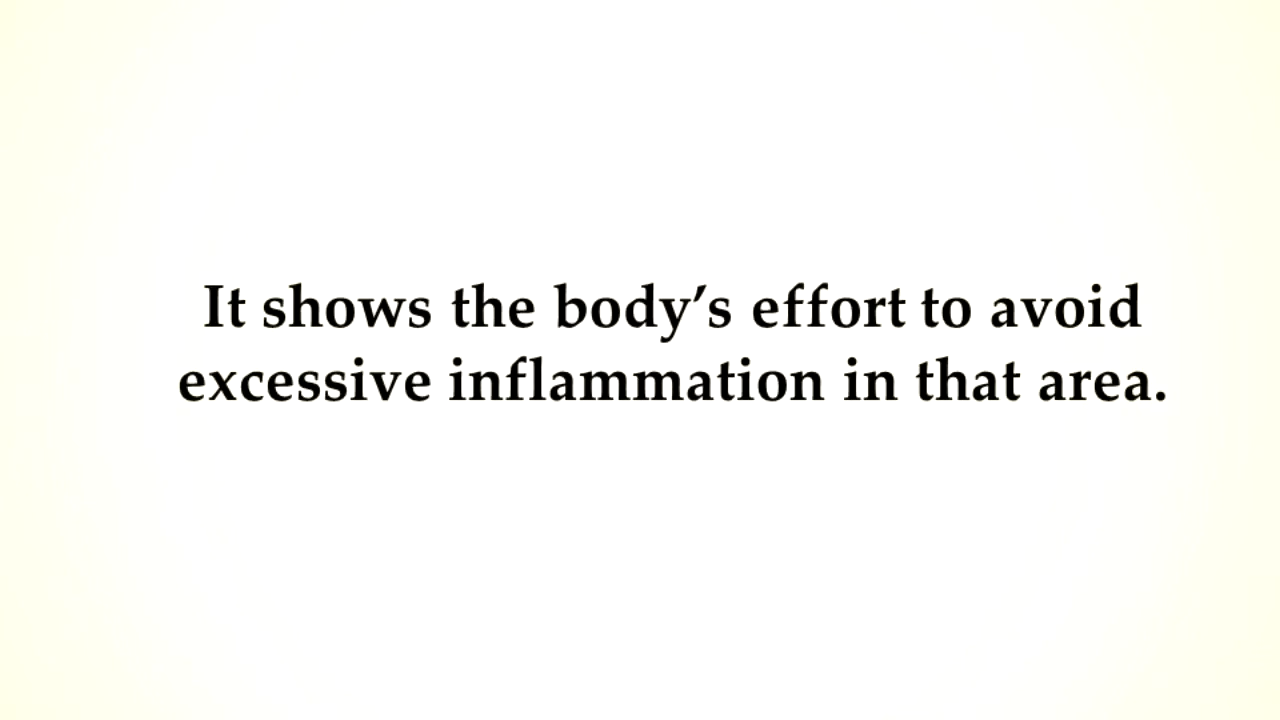 It shows the body’s effort to avoid
excessive inflammation in that area.